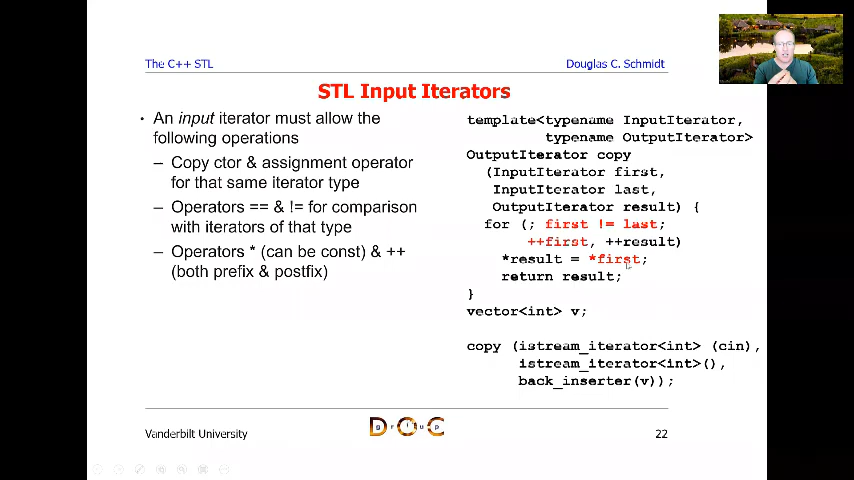 The C++ STL
Douglas C. Schmidt
STL Input Iterators
• An input iterator must allow the
following operations
– Copy ctor & assignment operator
for that same iterator type
– Operators == & != for comparison
with iterators of that type
– Operators * (can be const) & ++
(both prefix & postfix)
template<typename InputIterator,
typename OutputIterator>
OutputIterator copy
(InputIterator first,
InputIterator last,
OutputIterator result) {
for (; first != last;
++first, ++result)
*result = *first;
return result;
}
vector<int> v;
copy (istream_iterator<int> (cin),
istream_iterator<int>(),
back_inserter(v));
Vanderbilt University
DOC
group
22